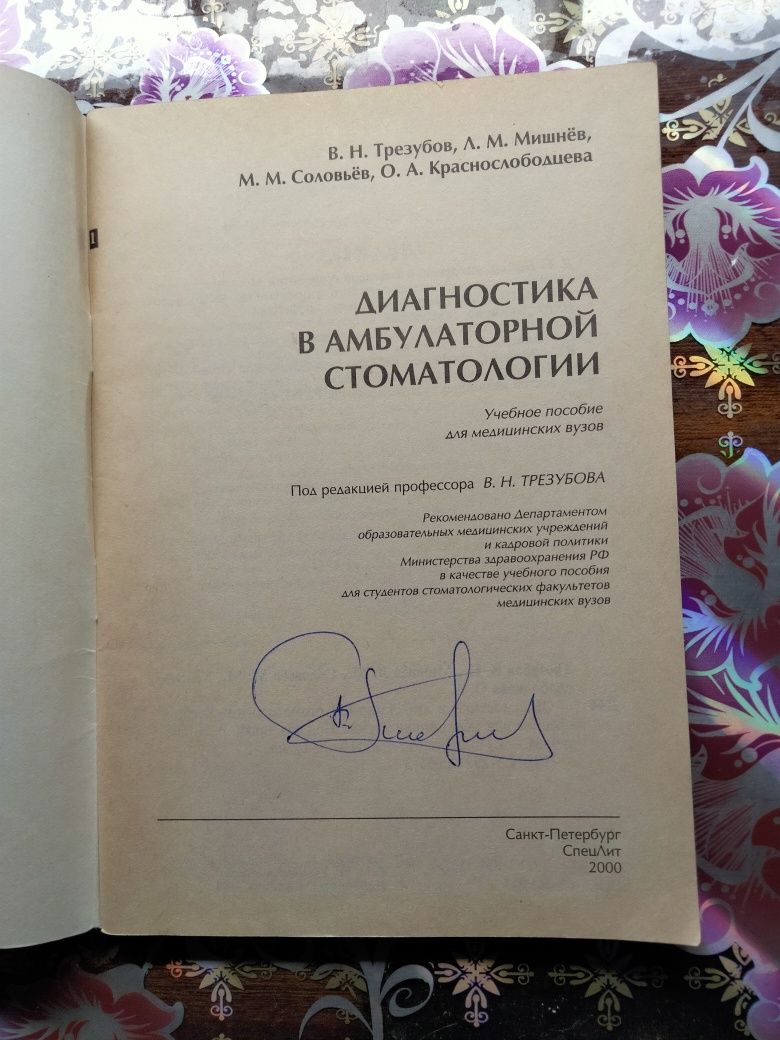 В. Н. Трезубов, Л. М. Мишнёв,
М. М. Соловьёв, О. А. Краснослободцева
ДИАГНОСТИКА
В АМБУЛАТОРНОЙ
СТОМАТОЛОГИИ
Учебное пособие
для медицинских вузов
Под редакцией профессора В. Н. ТРЕЗУБОВА
Рекомендовано Департаментом
образовательных медицинских учреждений
и кадровой политики
Министерства здравоохранения РФ
в качестве учебного пособия
для студентов стоматологических факультетов
медицинских вузов
Санкт-Петербург
СпецЛит
2000